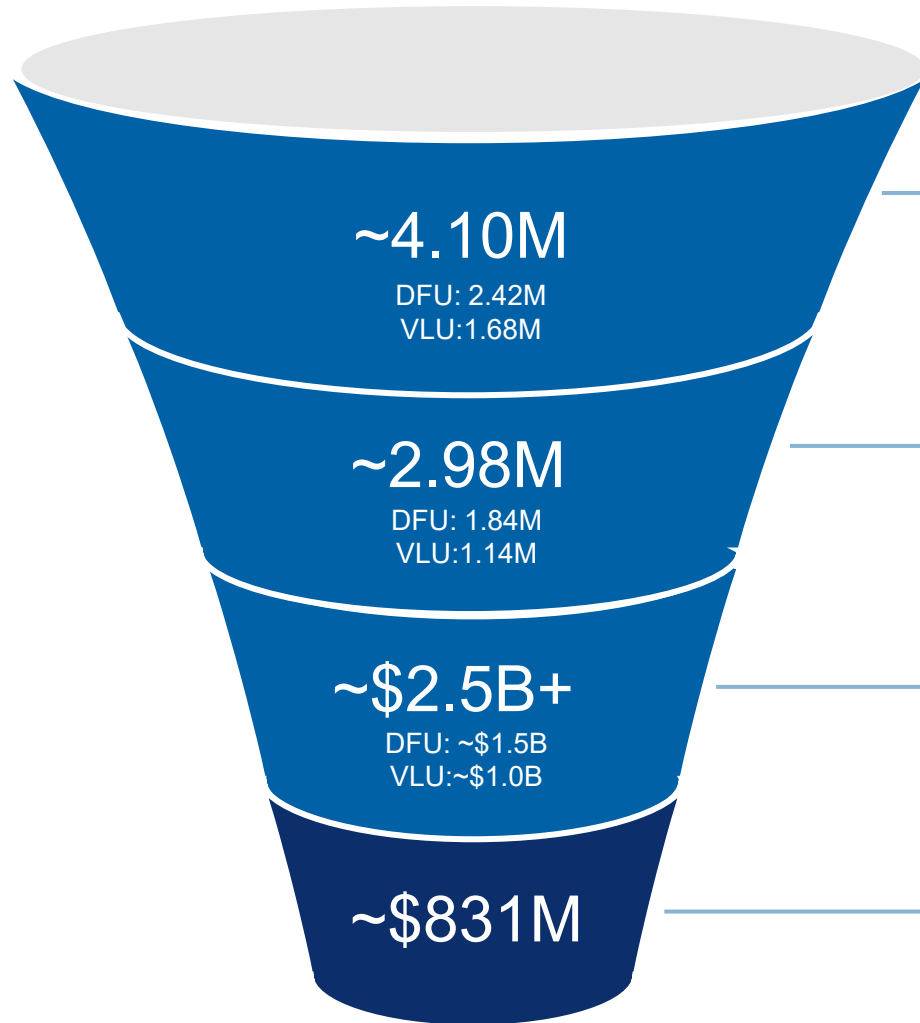 ~4.10M
DFU: 2.42M
VLU:1.68M
~2.98M
DFU: 1.84M
VLU:1.14M
~$2.5B+
DFU: ~$1.5B
VLU:~$1.0B
~$831M